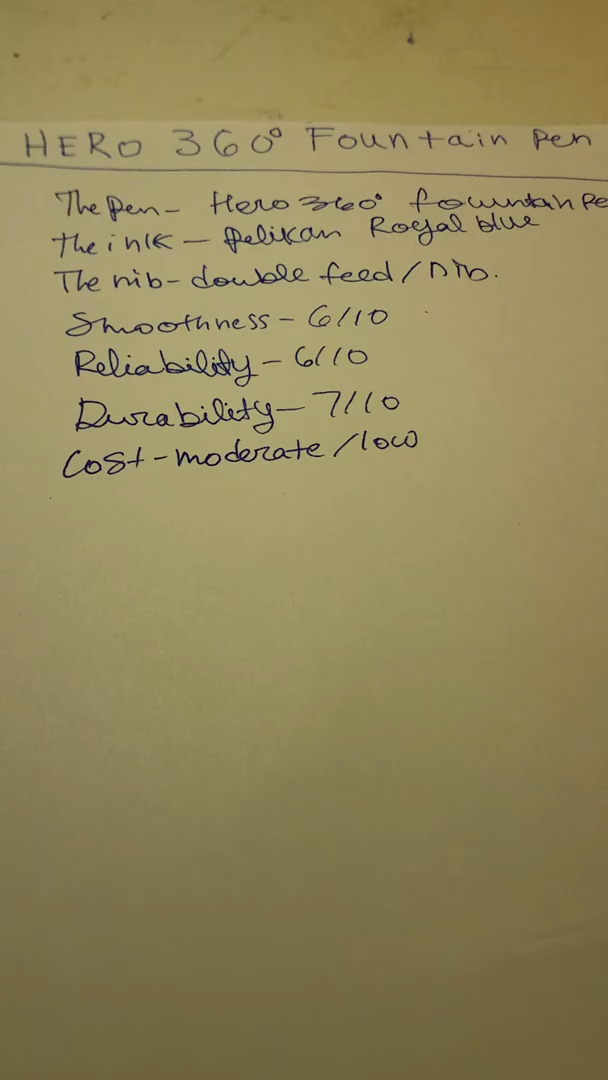 HERO 360° Fountain Pen
The pen- Hero 360° fountain Pe
the ink - Pelikan Royal blue
The nib- double feed/nib.
Smoothness - 6/10
Reliability - 6/10
Durability- 7/10
Cost-moderate/low